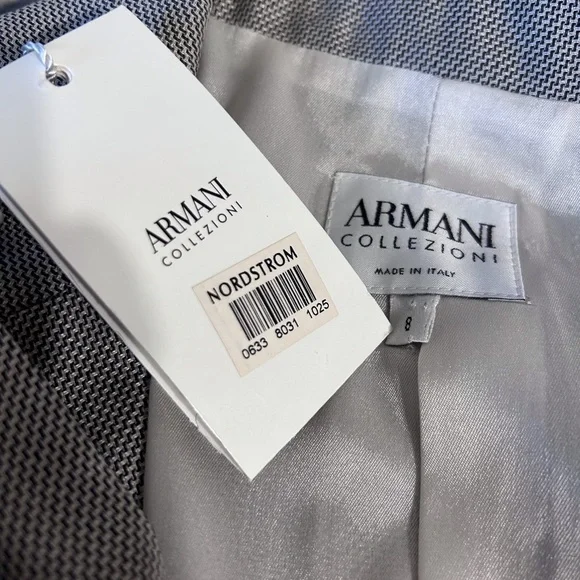 ARMANI
COLLEZIONI
NORDSTROM
0633 8031 1025
ARMANI
COLLEZIONI
MADE IN ITALY
8